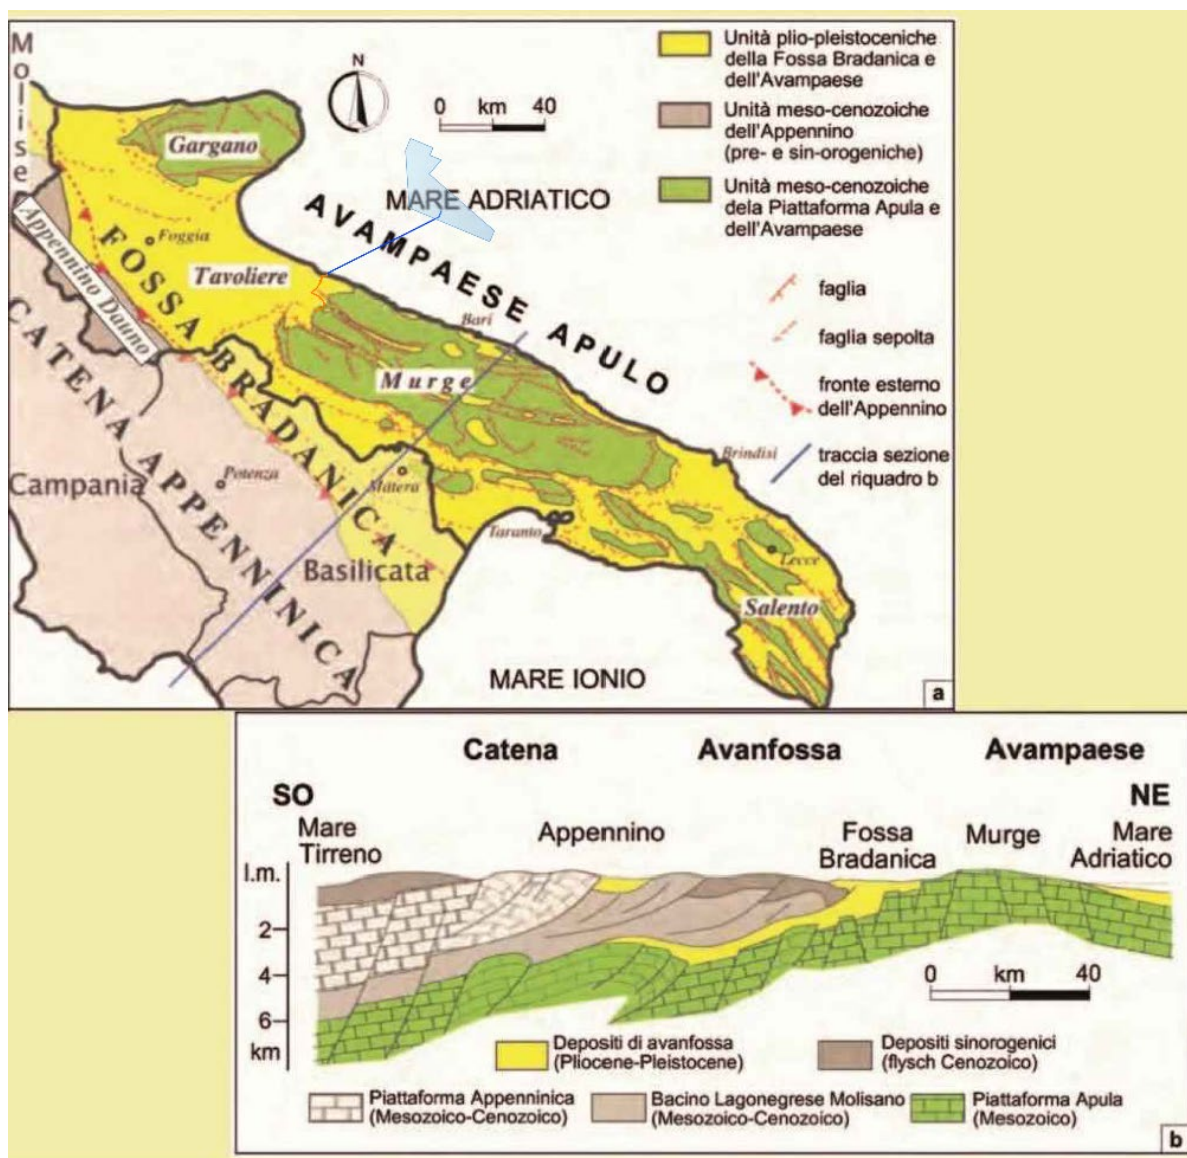 Molise
N
0 km 40
Unità plio-pleistoceniche
della Fossa Bradanica e
dell'Avampaese
Unità meso-cenozoiche
dell'Appennino
(pre- e sin-orogeniche)
Unità meso-cenozoiche
dela Piattaforma Apula e
dell'Avampaese
faglia
faglia sepolta
fronte esterno
dell'Appennino
traccia sezione
del riquadro b
Gargano
MARE ADRIATICO
AVAMPAESE APULO
Appennino Dauno
Foggia
FOSSA BRADANICA
Tavoliere
Bari
CATENA APPENNINICA
Murge
Brindisi
Campania
Potenza
Matera
Taranto
Lecce
Basilicata
Salento
MARE IONIO
a
Catena Avanfossa Avampaese
SO NE
Mare
Tirreno
Appennino
Fossa
Bradanica
Murge
Mare
Adriatico
l.m.
2
4
6
km
0 km 40
Depositi di avanfossa
(Pliocene-Pleistocene)
Depositi sinorogenici
(flysch Cenozoico)
Piattaforma Appenninica
(Mesozoico-Cenozoico)
Bacino Lagonegrese Molisano
(Mesozoico-Cenozoico)
Piattaforma Apula
(Mesozoico)
b